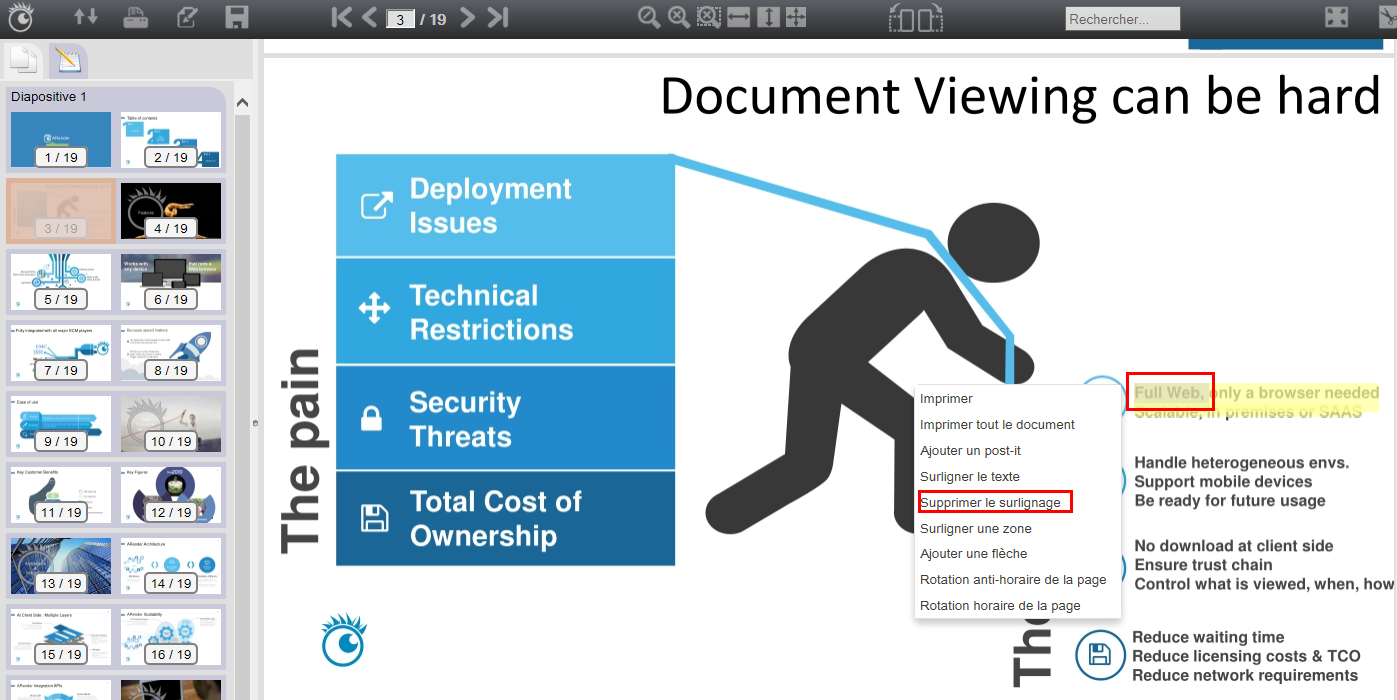 3 / 19
Rechercher...
Diapositive 1
ARender
1 / 19
Table of contents
2 / 19
3 / 19
Features
4 / 19
5 / 19
Works with
any device
6 / 19
Fully integrated with all major ECM players
7 / 19
Because speed matters
8 / 19
Ease of use
9 / 19
10 / 19
Key Customer Benefits
11 / 19
Key Figures
12 / 19
13 / 19
ARender Architecture
14 / 19
At Client Side : Multiple Layers
15 / 19
ARender Scalability
16 / 19
ARender Integration APIs
Document Viewing can be hard
The pain
Deployment
Issues
Technical
Restrictions
Security
Threats
Total Cost of
Ownership
Imprimer
Imprimer tout le document
Ajouter un post-it
Surligner le texte
Supprimer le surlignage
Surligner une zone
Ajouter une flèche
Rotation anti-horaire de la page
Rotation horaire de la page
Full Web, only a browser needed
Scalable, in premises or SAAS
Handle heterogeneous envs.
Support mobile devices
Be ready for future usage
No download at client side
Ensure trust chain
Control what is viewed, when, how
Reduce waiting time
Reduce licensing costs & TCO
Reduce network requirements